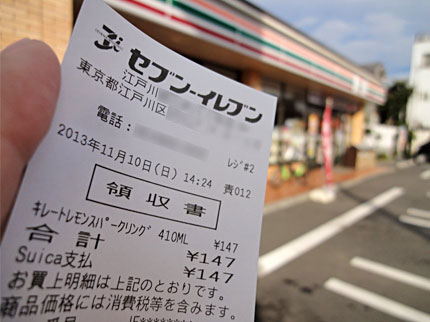 セブン-イレブン
江戸川
東京都江戸川区
電話:
レジ#2
2013年11月10日(日) 14:24 責012
領収書
ｷﾚｰﾄﾚﾓﾝｽﾊﾟｰｸﾘﾝｸﾞ 410ML ¥147
合計 ¥147
Suica支払 ¥147
お買上明細は上記のとおりです。
商品価格には消費税等を含みます。